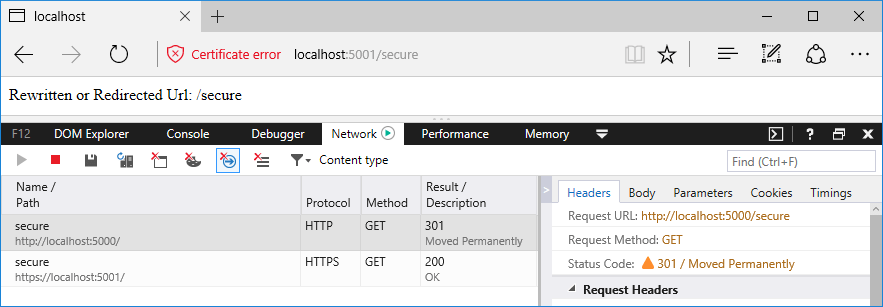 localhost
Certificate error localhost:5001/secure
Rewritten or Redirected Url: /secure
F12 DOM Explorer Console Debugger Network Performance Memory
Content type Find (Ctrl+F)
Name / Path Protocol Method Result / Description
secure HTTP GET 301
http://localhost:5000/ Moved Permanently
secure HTTPS GET 200
https://localhost:5001/ OK
Headers Body Parameters Cookies Timings
Request URL: http://localhost:5000/secure
Request Method: GET
Status Code: 301 / Moved Permanently
Request Headers